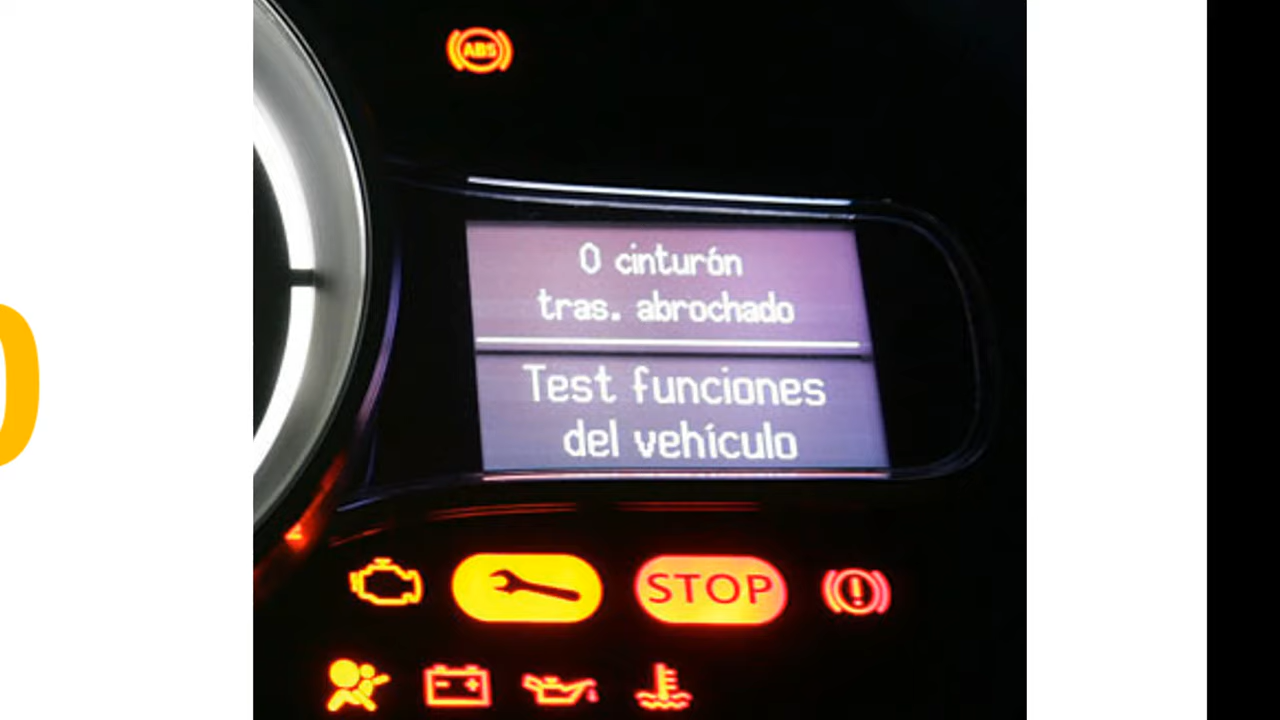 ABS
0 cinturón
tras. abrochado
Test funciones
del vehículo
STOP